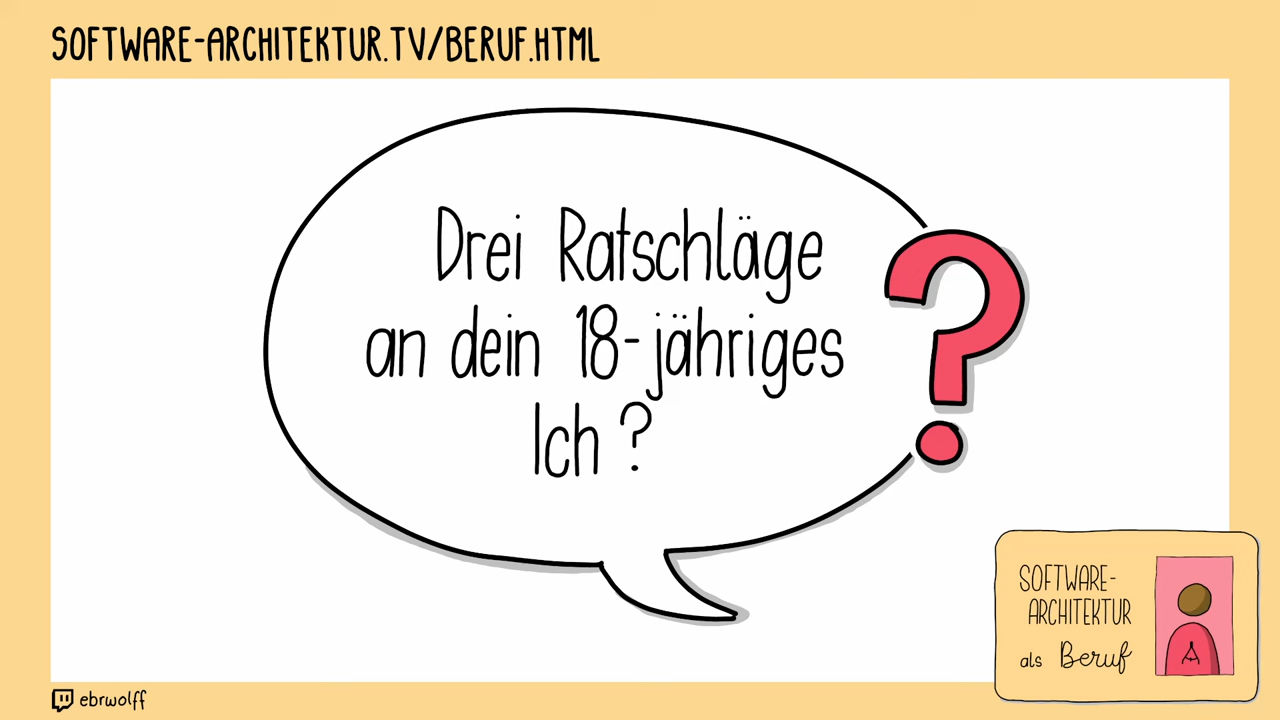 SOFTWARE-ARCHITEKTUR.TV/BERUF.HTML
Drei Ratschläge
an dein 18-jähriges
Ich ?
?
SOFTWARE-
ARCHITEKTUR
als Beruf
ebrwolff